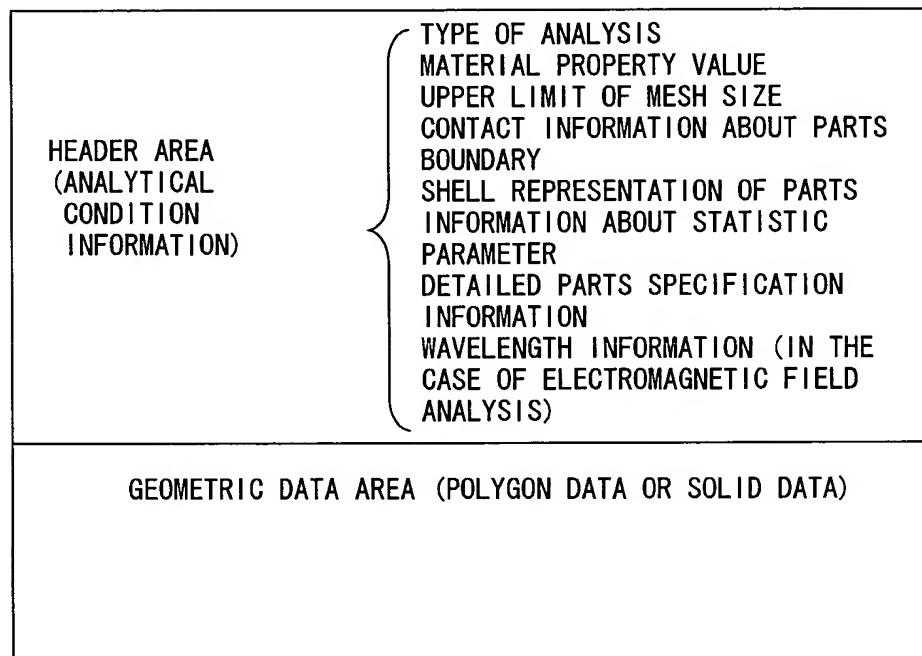 HEADER AREA
(ANALYTICAL
CONDITION
INFORMATION)
TYPE OF ANALYSIS
MATERIAL PROPERTY VALUE
UPPER LIMIT OF MESH SIZE
CONTACT INFORMATION ABOUT PARTS
BOUNDARY
SHELL REPRESENTATION OF PARTS
INFORMATION ABOUT STATISTIC
PARAMETER
DETAILED PARTS SPECIFICATION
INFORMATION
WAVELENGTH INFORMATION (IN THE
CASE OF ELECTROMAGNETIC FIELD
ANALYSIS)
GEOMETRIC DATA AREA (POLYGON DATA OR SOLID DATA)